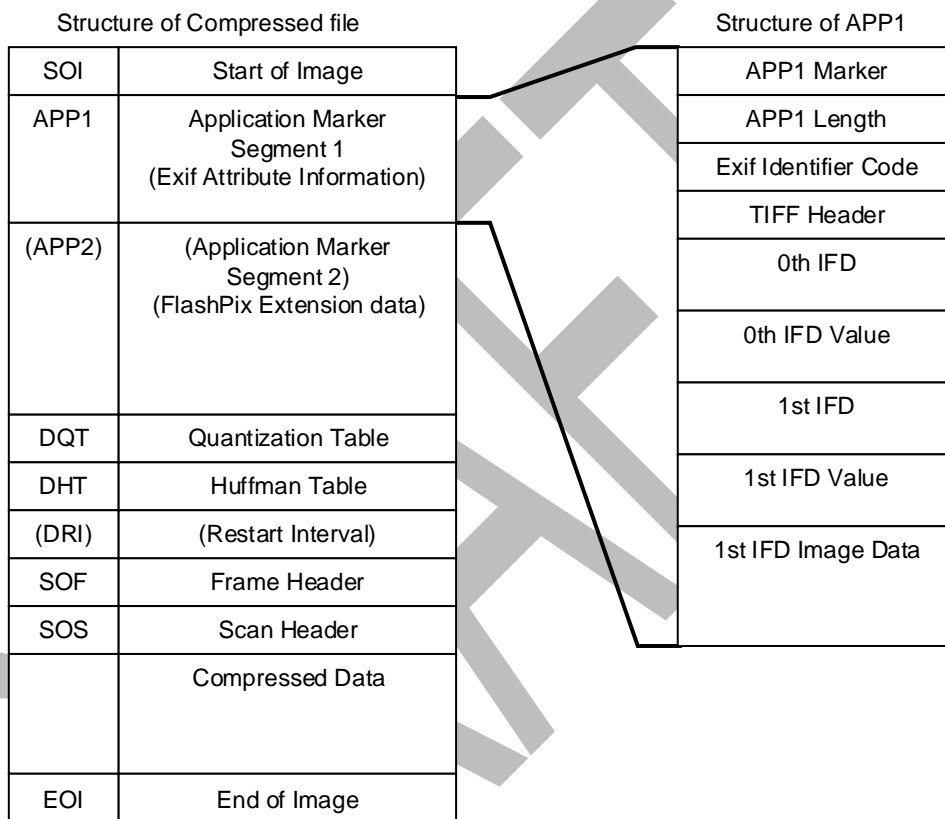 Structure of Compressed file
SOI Start of Image
APP1 Application Marker
Segment 1
(Exif Attribute Information)
(APP2) (Application Marker
Segment 2)
(FlashPix Extension data)
DQT Quantization Table
DHT Huffman Table
(DRI) (Restart Interval)
SOF Frame Header
SOS Scan Header
Compressed Data
EOI End of Image
Structure of APP1
APP1 Marker
APP1 Length
Exif Identifier Code
TIFF Header
0th IFD
0th IFD Value
1st IFD
1st IFD Value
1st IFD Image Data